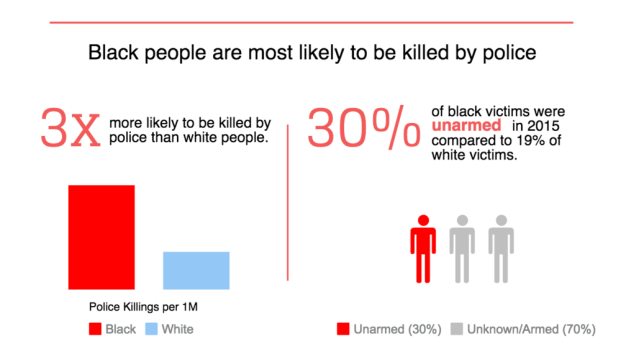 Black people are most likely to be killed by police
3x
more likely to be killed by
police than white people.
30%
of black victims were
unarmed in 2015
compared to 19% of
white victims.
Police Killings per 1M
Black White
Unarmed (30%) Unknown/Armed (70%)